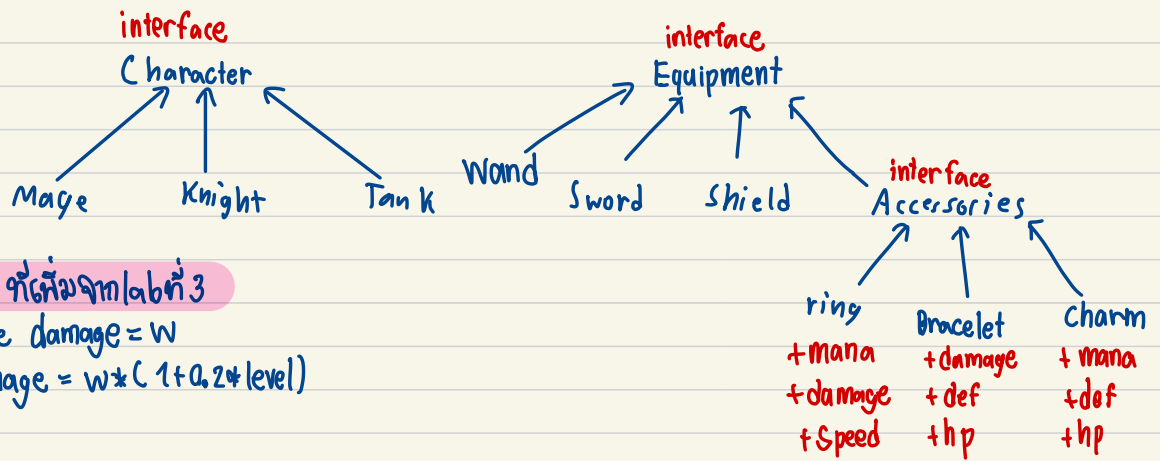 interface
Character
Mage Knight Tank
interface
Equipment
Wand Sword Shield
interface
Accessories
ring Bracelet Charm
+mana +damage + mana
+damage + def +def
+speed +hp +hp
ที่เพิ่มจากlabที่ 3
damage = W
= W*(1+0.2*level)